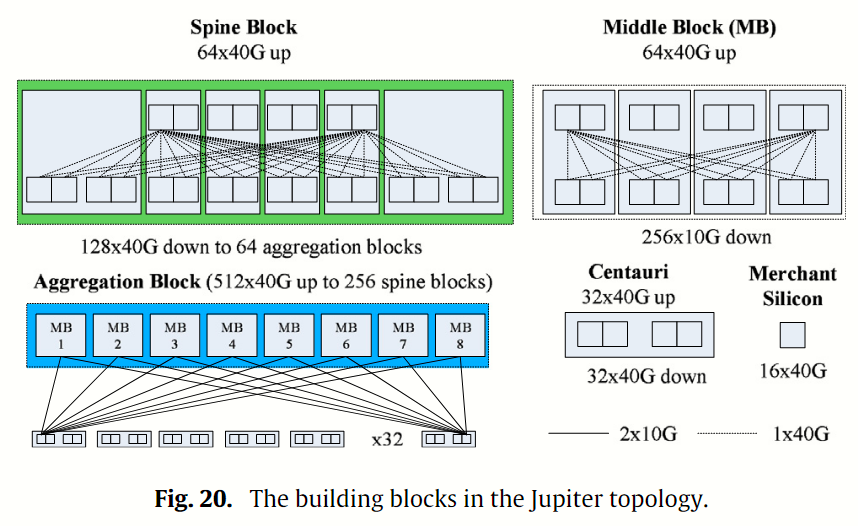 Spine Block
64x40G up
128x40G down to 64 aggregation blocks
Middle Block (MB)
64x40G up
256x10G down
Aggregation Block (512x40G up to 256 spine blocks)
MB 1
MB 2
MB 3
MB 4
MB 5
MB 6
MB 7
MB 8
x32
Centauri
32x40G up
32x40G down
Merchant
Silicon
16x40G
2x10G
1x40G
Fig. 20. The building blocks in the Jupiter topology.